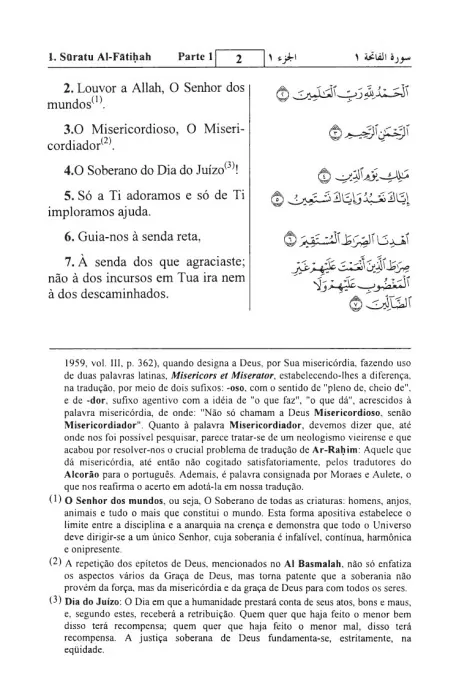 1. Sūratu Al-Fātiḥah Parte 1 2 الجزء ١ سورة الفاتحة ١
2. Louvor a Allah, O Senhor dos
mundos(1).
3.O Misericordioso, O Miseri-
cordiador(2).
4.O Soberano do Dia do Juízo(3)!
5. Só a Ti adoramos e só de Ti
imploramos ajuda.
6. Guia-nos à senda reta,
7. À senda dos que agraciaste;
não à dos incursos em Tua ira nem
à dos descaminhados.
ٱلْحَمْدُ لِلَّهِ رَبِّ ٱلْعَٰلَمِينَ ٢
ٱلرَّحْمَٰنِ ٱلرَّحِيمِ ٣
مَٰلِكِ يَوْمِ ٱلدِّينِ ٤
إِيَّاكَ نَعْبُدُ وَإِيَّاكَ نَسْتَعِينُ ٥
ٱهْدِنَا ٱلصِّرَٰطَ ٱلْمُسْتَقِيمَ ٦
صِرَٰطَ ٱلَّذِينَ أَنْعَمْتَ عَلَيْهِمْ غَيْرِ
ٱلْمَغْضُوبِ عَلَيْهِمْ وَلَا
ٱلضَّآلِّينَ ٧
1959, vol. III, p. 362), quando designa a Deus, por Sua misericórdia, fazendo uso
de duas palavras latinas, Misericors et Miserator, estabelecendo-lhes a diferença,
na tradução, por meio de dois sufixos: -oso, com o sentido de "pleno de, cheio de",
e de -dor, sufixo agentivo com a idéia de "o que faz", "o que dá", acrescidos à
palavra misericórdia, de onde: "Não só chamam a Deus Misericordioso, senão
Misericordiador". Quanto à palavra Misericordiador, devemos dizer que, até
onde nos foi possível pesquisar, parece tratar-se de um neologismo vieirense e que
acabou por resolver-nos o crucial problema de tradução de Ar-Raḥim: Aquele que
dá misericórdia, até então não cogitado satisfatoriamente, pelos tradutores do
Alcorão para o português. Ademais, é palavra consignada por Moraes e Aulete, o
que nos reafirma o acerto em adotá-la em nossa tradução.
(1) O Senhor dos mundos, ou seja, O Soberano de todas as criaturas: homens, anjos,
animais e tudo o mais que constitui o mundo. Esta forma apositiva estabelece o
limite entre a disciplina e a anarquia na crença e demonstra que todo o Universo
deve dirigir-se a um único Senhor, cuja soberania é infalível, contínua, harmônica
e onipresente.
(2) A repetição dos epítetos de Deus, mencionados no Al Basmalah, não só enfatiza
os aspectos vários da Graça de Deus, mas torna patente que a soberania não
provém da força, mas da misericórdia e da graça de Deus para com todos os seres.
(3) Dia do Juízo: O Dia em que a humanidade prestará conta de seus atos, bons e maus,
e, segundo estes, receberá a retribuição. Quem quer que haja feito o menor bem
disso terá recompensa; quem quer que haja feito o menor mal, disso terá
recompensa. A justiça soberana de Deus fundamenta-se, estritamente, na
eqüidade.